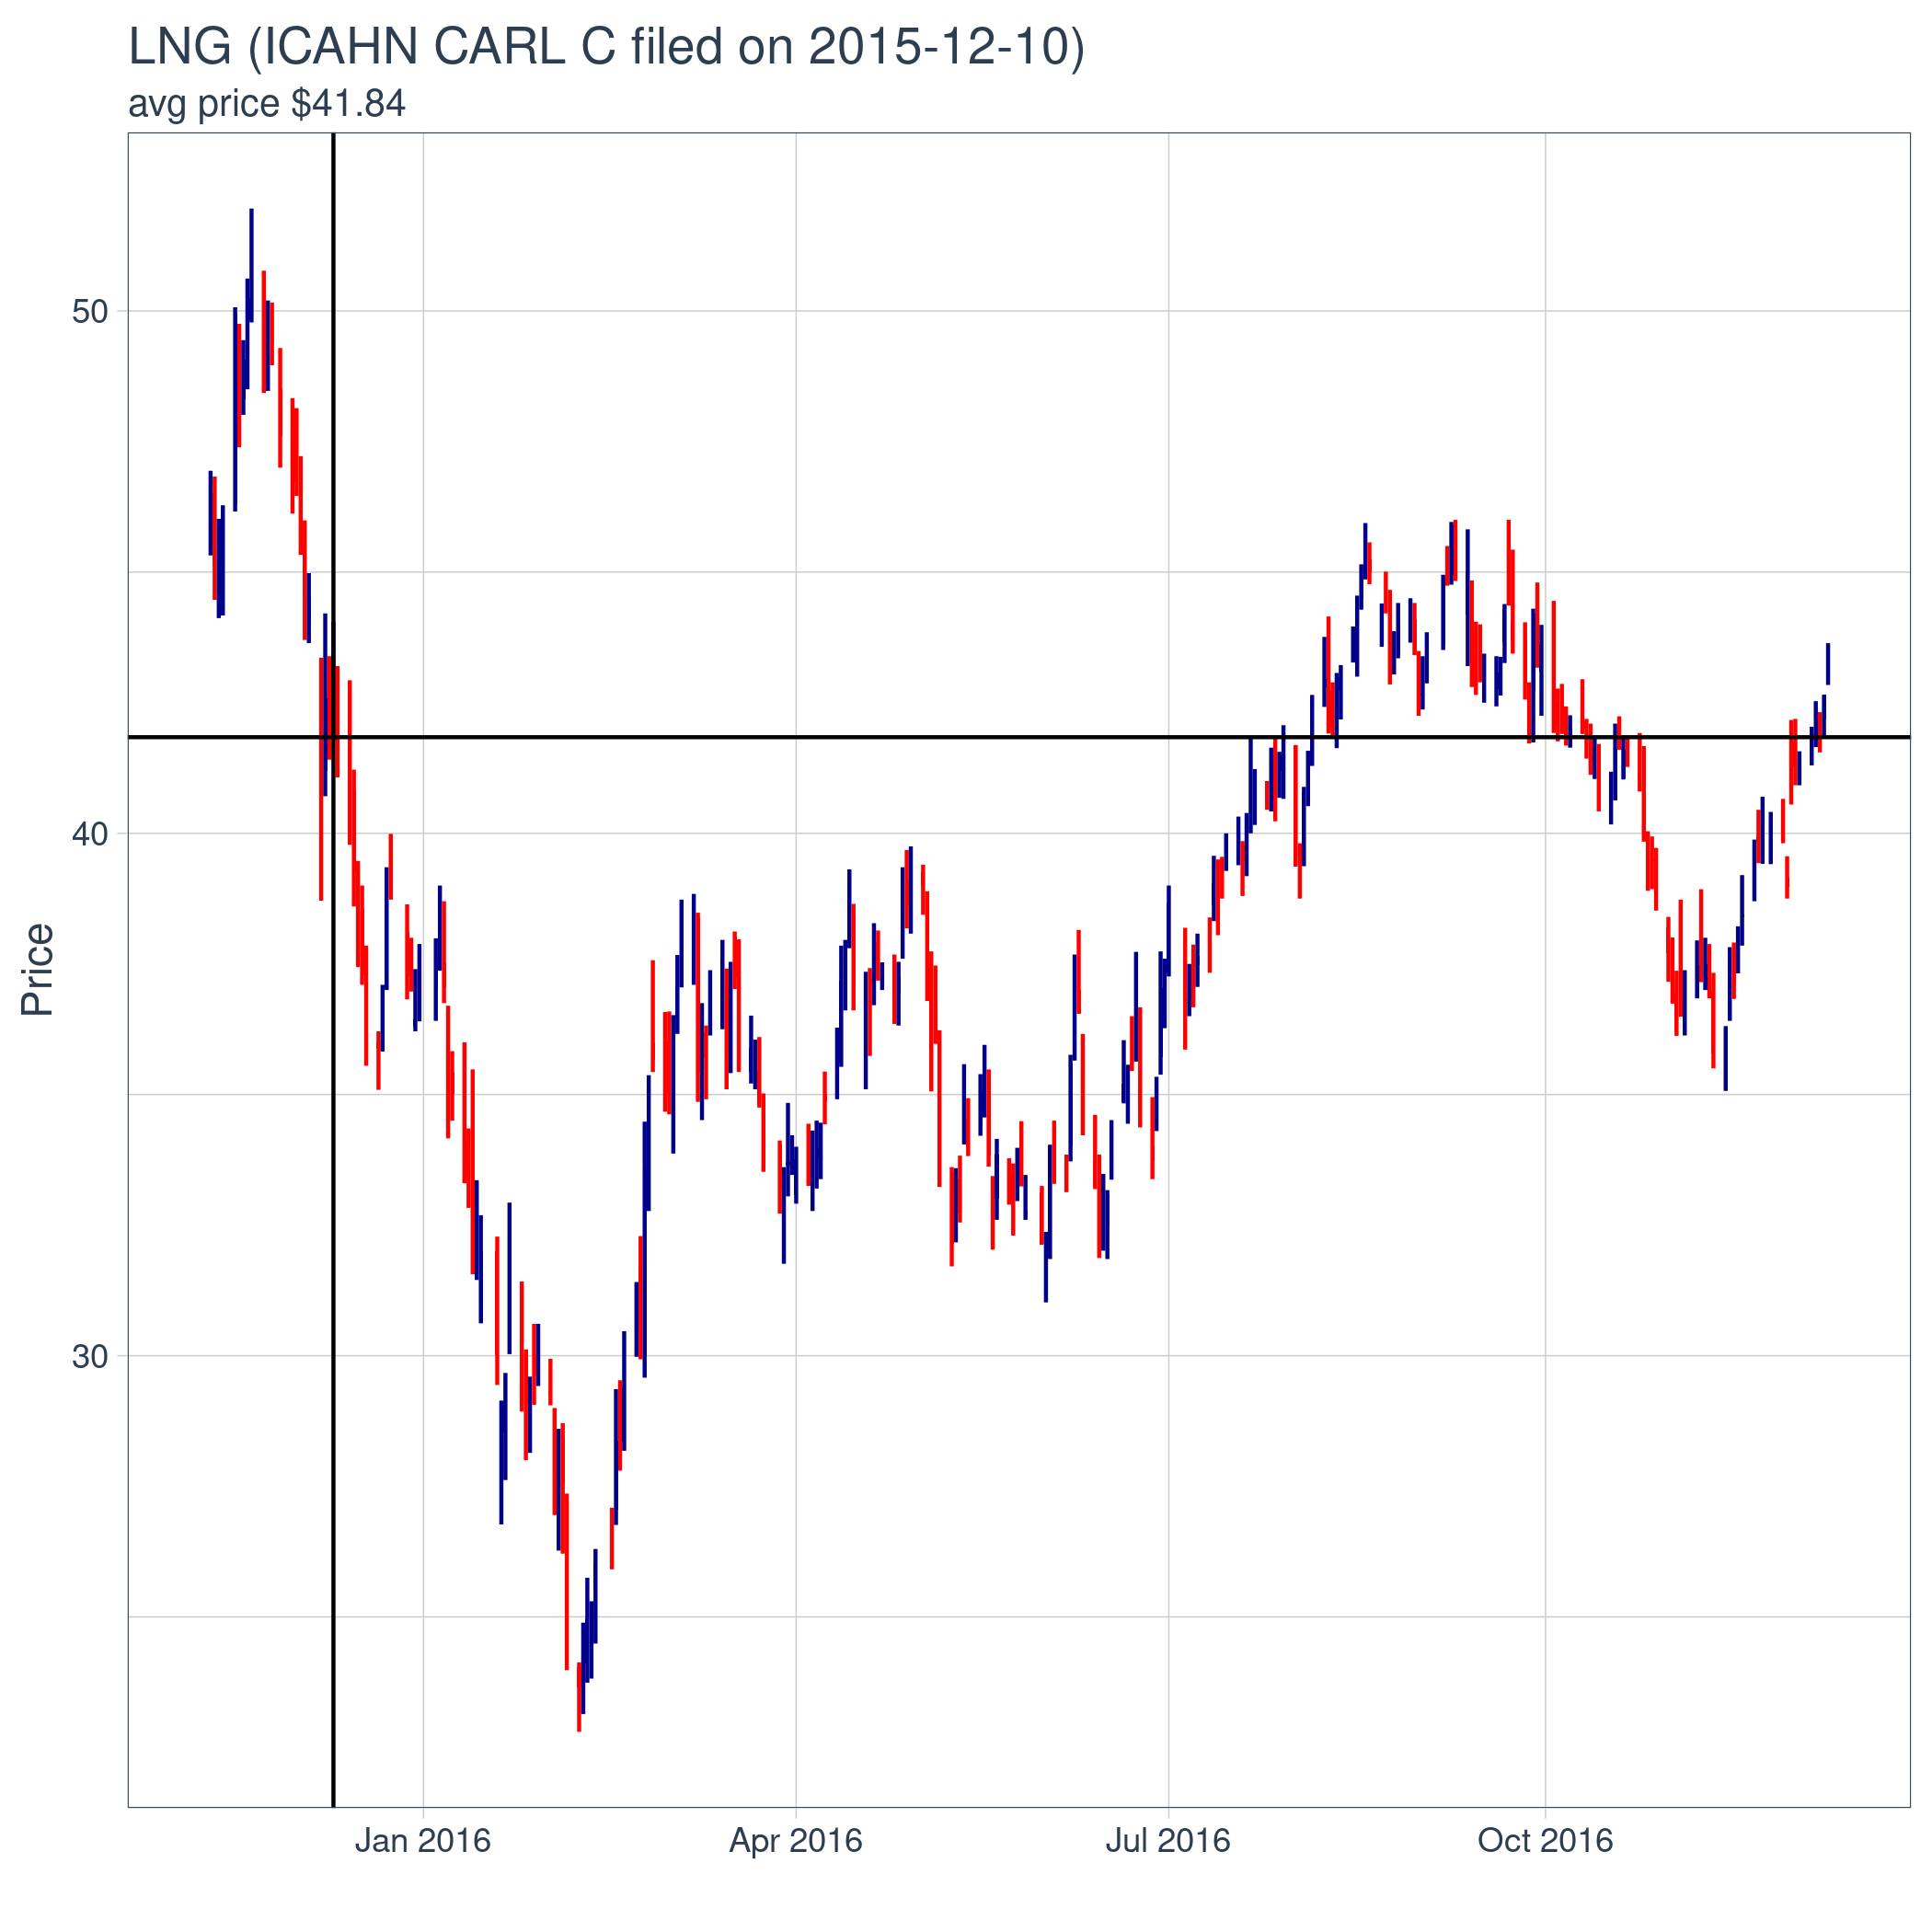 LNG (ICAHN CARL C filed on 2015-12-10)
avg price $41.84
50
40
30
Price
Jan 2016
Apr 2016
Jul 2016
Oct 2016